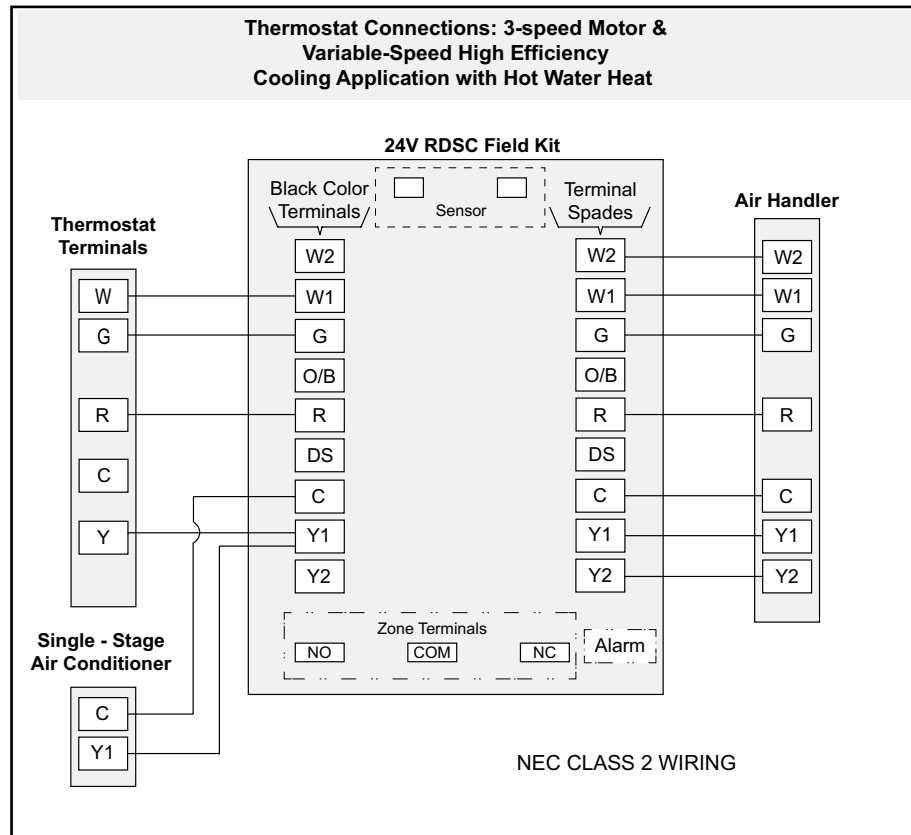 Thermostat Connections: 3-speed Motor &
Variable-Speed High Efficiency
Cooling Application with Hot Water Heat
24V RDSC Field Kit
Black Color
Terminals
Sensor
Terminal
Spades
Thermostat
Terminals
W
G
R
C
Y
W2
W1
G
O/B
R
DS
C
Y1
Y2
W2
W1
G
O/B
R
DS
C
Y1
Y2
Air Handler
W2
W1
G
R
C
Y1
Y2
Zone Terminals
NO
COM
NC
Alarm
Single - Stage
Air Conditioner
C
Y1
NEC CLASS 2 WIRING